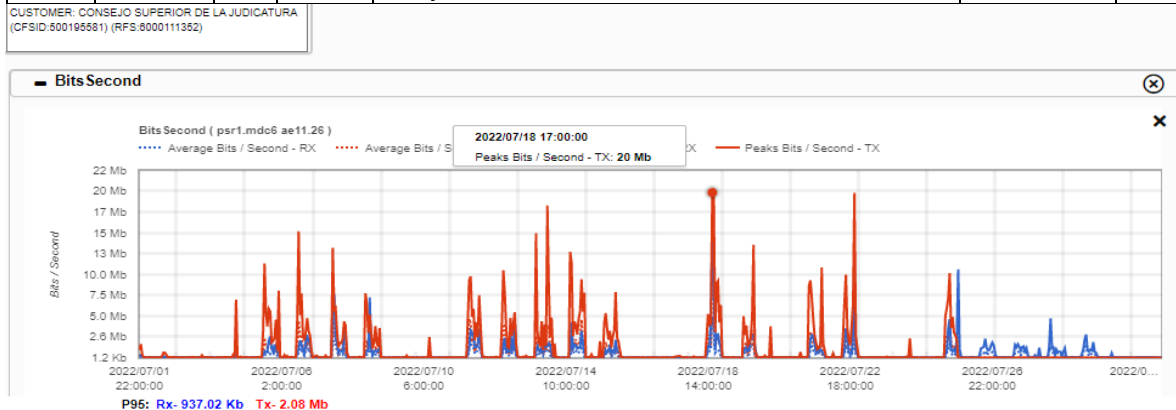 CUSTOMER: CONSEJO SUPERIOR DE LA JUDICATURA
(CFSID:500195581) (RFS:6000111352)
BitsSecond
BitsSecond ( psr1.mdc6 ae11.26 )
Average Bits / Second - RX
Average Bits / S
X
Peaks Bits / Second - TX
2022/07/18 17:00:00
Peaks Bits / Second - TX: 20 Mb
Bits / Second
22 Mb
20 Mb
17 Mb
15 Mb
13 Mb
10.0 Mb
7.5 Mb
5.0 Mb
2.6 Mb
1.2 Kb
2022/07/01 22:00:00
2022/07/06 2:00:00
2022/07/10 6:00:00
2022/07/14 10:00:00
2022/07/18 14:00:00
2022/07/22 18:00:00
2022/07/26 22:00:00
2022/0...
P95: Rx- 937.02 Kb Tx- 2.08 Mb